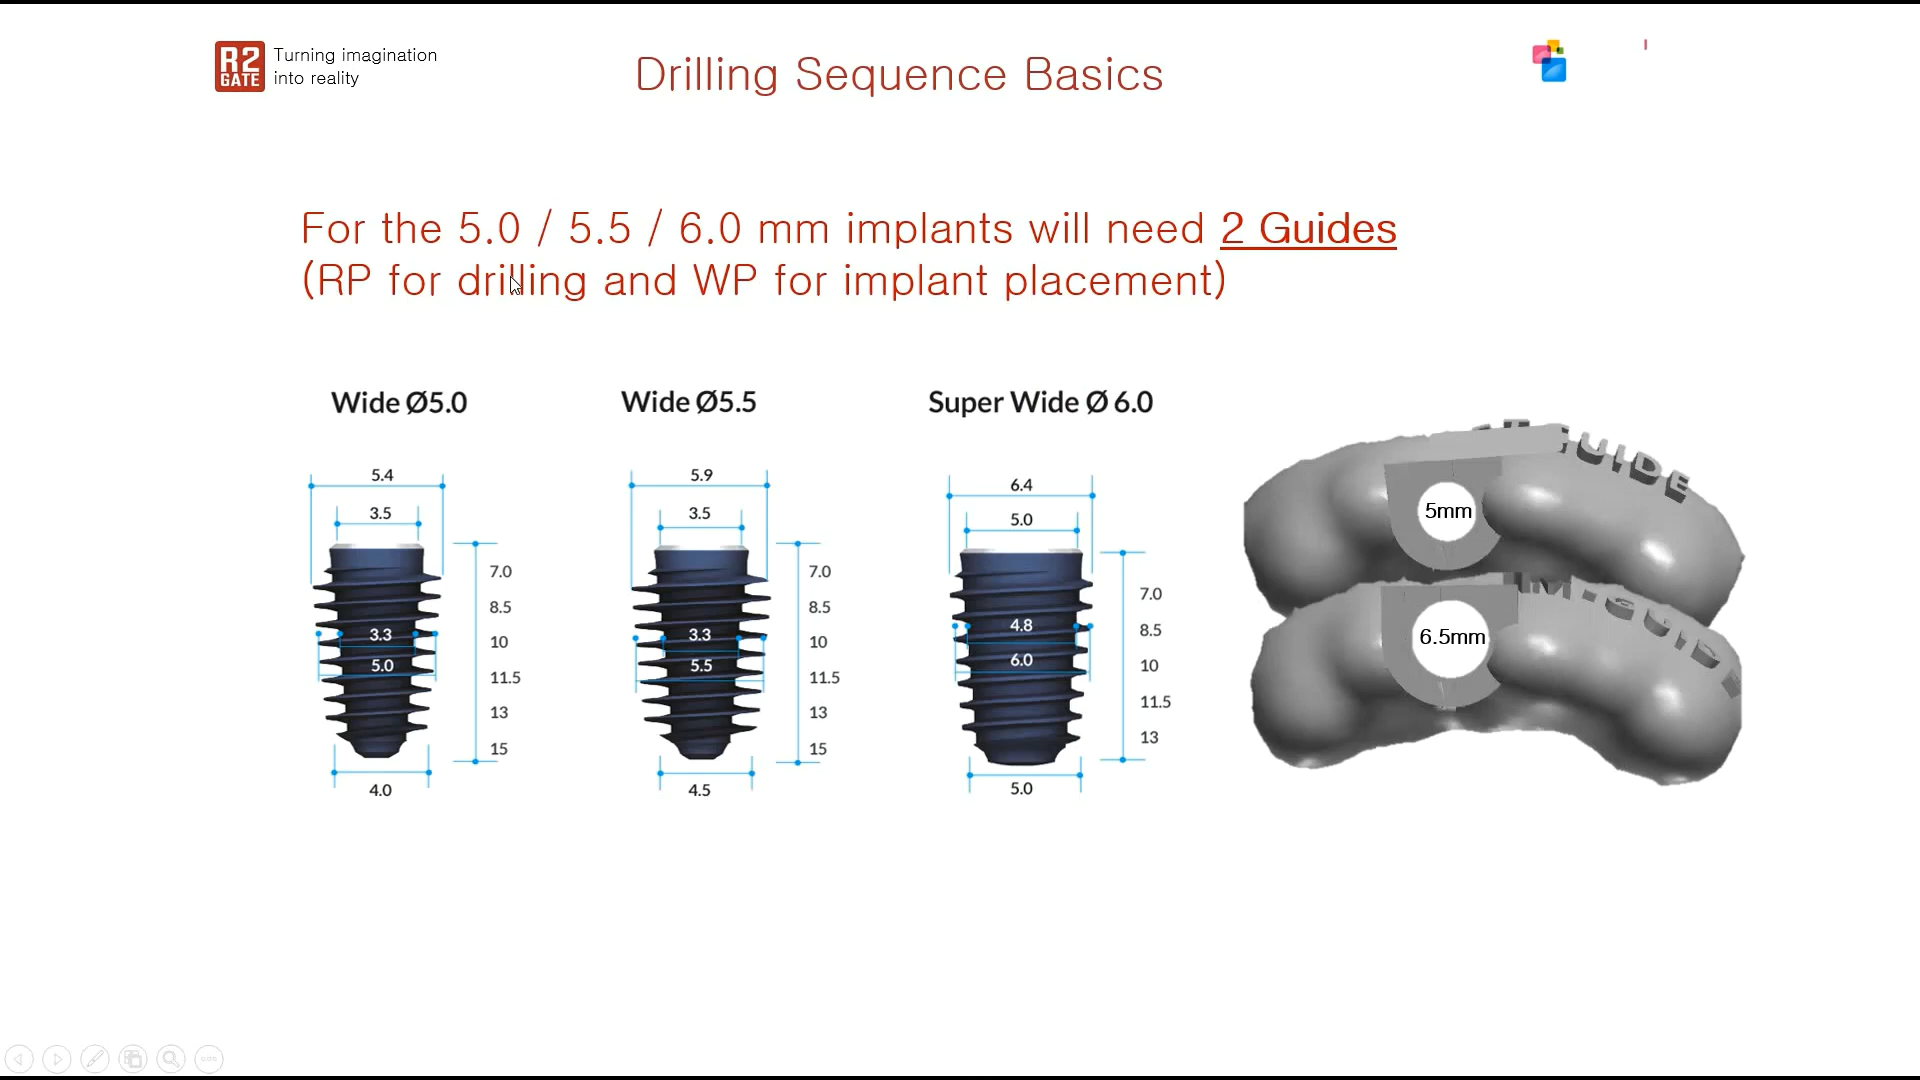 R2
GATE
Turning imagination
into reality
Drilling Sequence Basics
For the 5.0 / 5.5 / 6.0 mm implants will need 2 Guides
(RP for drilling and WP for implant placement)
Wide Ø5.0
5.4
3.5
3.3
5.0
4.0
7.0
8.5
10
11.5
13
15
Wide Ø5.5
5.9
3.5
3.3
5.5
4.5
7.0
8.5
10
11.5
13
15
Super Wide Ø 6.0
6.4
5.0
4.8
6.0
5.0
7.0
8.5
10
11.5
13
GUIDE
5mm
6.5mm